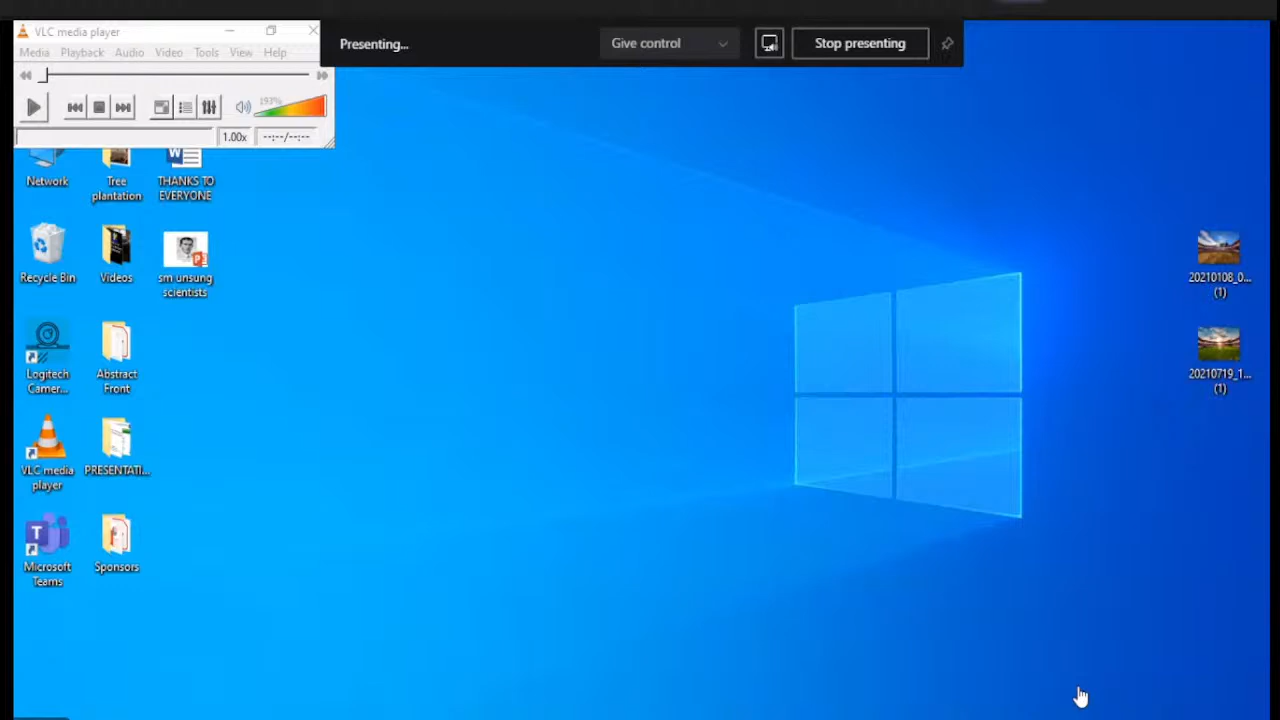 VLC media player
Media Playback Audio Video Tools View Help
193%
1.00x --:--/--:--
Presenting...
Give control
Stop presenting
Network
Tree
plantation
THANKS TO
EVERYONE
Recycle Bin
Videos
sm unsung
scientists
Logitech
Camer...
Abstract
Front
VLC media
player
PRESENTATI...
Microsoft
Teams
Sponsors
20210108_0...
(1)
20210719_1...
(1)